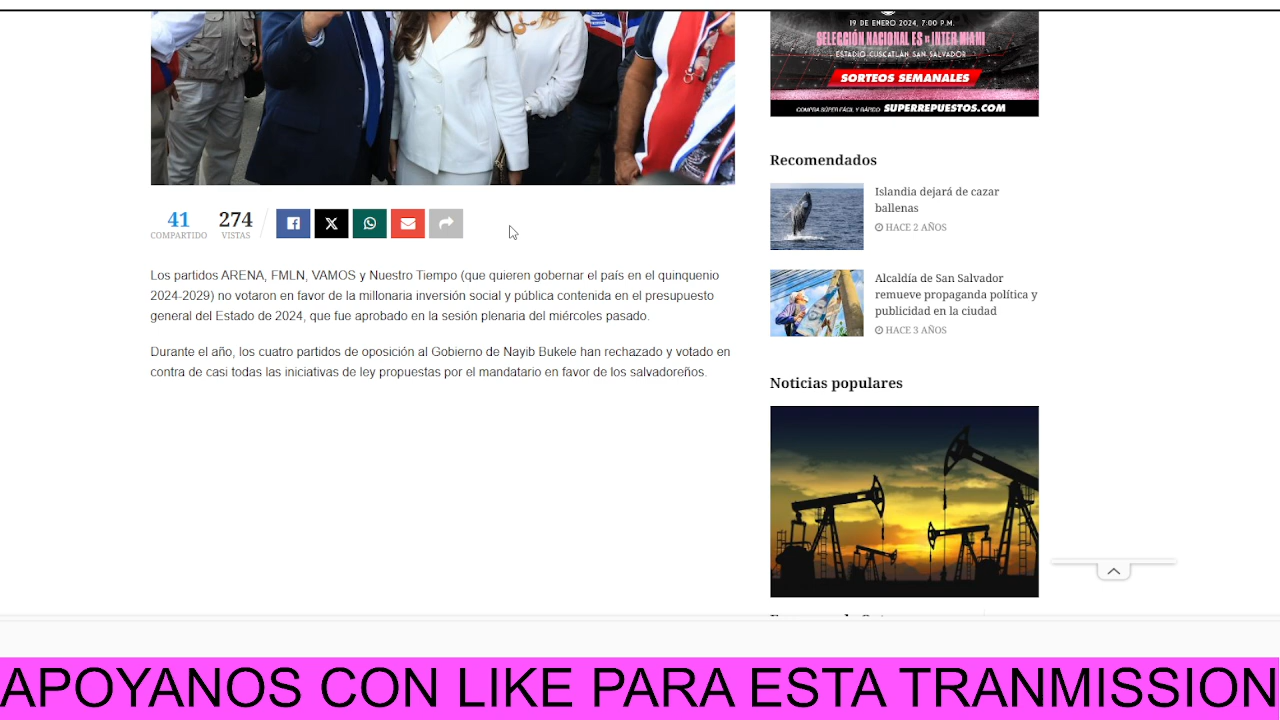 19 DE ENERO 2024, 7:00 P.M.
SELECCIÓN NACIONAL ES vs INTER MIAMI
ESTADIO CUSCATLÁN SAN SALVADOR
SORTEOS SEMANALES
COMPRA SÚPER FÁCIL Y RÁPIDO SUPERREPUESTOS.COM
Recomendados
Islandia dejará de cazar
ballenas
HACE 2 AÑOS
41 274
COMPARTIDO VISTAS
Los partidos ARENA, FMLN, VAMOS y Nuestro Tiempo (que quieren gobernar el país en el quinquenio
2024-2029) no votaron en favor de la millonaria inversión social y pública contenida en el presupuesto
general del Estado de 2024, que fue aprobado en la sesión plenaria del miércoles pasado.
Durante el año, los cuatro partidos de oposición al Gobierno de Nayib Bukele han rechazado y votado en
contra de casi todas las iniciativas de ley propuestas por el mandatario en favor de los salvadoreños.
Alcaldía de San Salvador
remueve propaganda política y
publicidad en la ciudad
HACE 3 AÑOS
Noticias populares
APOYANOS CON LIKE PARA ESTA TRANMISSION